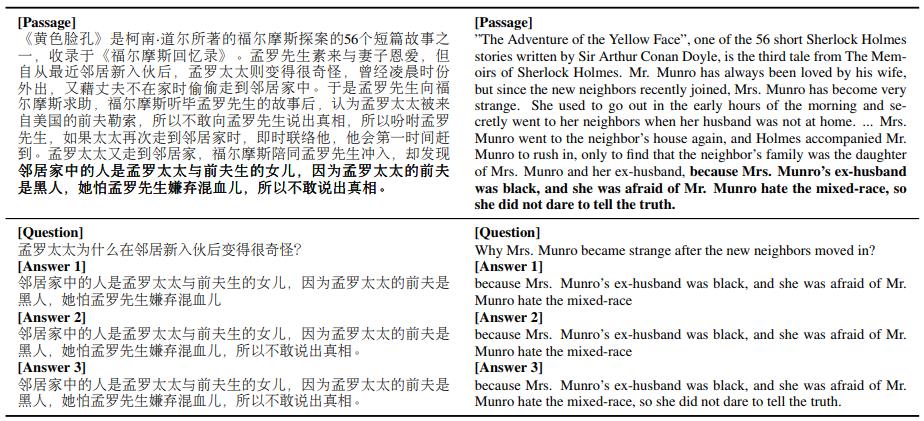 [Passage]
《黄色脸孔》是柯南·道尔所著的福尔摩斯探案的56个短篇故事之
一，收录于《福尔摩斯回忆录》。孟罗先生素来与妻子恩爱，但
自从最近邻居新入伙后，孟罗太太则变得很奇怪，曾经凌晨时份
外出，又藉丈夫不在家时偷偷走到邻居家中。于是孟罗先生向福
尔摩斯求助，福尔摩斯听毕孟罗先生的故事后，认为孟罗太太被来
自美国的前夫勒索，所以不敢向孟罗先生说出真相，所以吩咐孟罗
先生，如果太太再次走到邻居家时，即时联络他，他会第一时间赶
到。孟罗太太又走到邻居家，福尔摩斯陪同孟罗先生冲入，却发现
邻居家中的人是孟罗太太与前夫生的女儿，因为孟罗太太的前夫
是黑人，她怕孟罗先生嫌弃混血儿，所以不敢说出真相。
[Passage]
”The Adventure of the Yellow Face”, one of the 56 short Sherlock Holmes
stories written by Sir Arthur Conan Doyle, is the third tale from The Mem-
oirs of Sherlock Holmes. Mr. Munro has always been loved by his wife,
but since the new neighbors recently joined, Mrs. Munro has become very
strange. She used to go out in the early hours of the morning and se-
cretly went to her neighbors when her husband was not at home. ... Mrs.
Munro went to the neighbor's house again, and Holmes accompanied Mr.
Munro to rush in, only to find that the neighbor's family was the daughter
of Mrs. Munro and her ex-husband, because Mrs. Munro's ex-husband
was black, and she was afraid of Mr. Munro hate the mixed-race, so
she did not dare to tell the truth.
[Question]
孟罗太太为什么在邻居新入伙后变得很奇怪?
[Answer 1]
邻居家中的人是孟罗太太与前夫生的女儿，因为孟罗太太的前夫是
黑人，她怕孟罗先生嫌弃混血儿
[Answer 2]
邻居家中的人是孟罗太太与前夫生的女儿，因为孟罗太太的前夫是
黑人，她怕孟罗先生嫌弃混血儿，所以不敢说出真相。
[Answer 3]
邻居家中的人是孟罗太太与前夫生的女儿，因为孟罗太太的前夫是
黑人，她怕孟罗先生嫌弃混血儿，所以不敢说出真相。
[Question]
Why Mrs. Munro became strange after the new neighbors moved in?
[Answer 1]
because Mrs. Munro's ex-husband was black, and she was afraid of Mr.
Munro hate the mixed-race
[Answer 2]
because Mrs. Munro's ex-husband was black, and she was afraid of Mr.
Munro hate the mixed-race
[Answer 3]
because Mrs. Munro's ex-husband was black, and she was afraid of Mr.
Munro hate the mixed-race, so she did not dare to tell the truth.